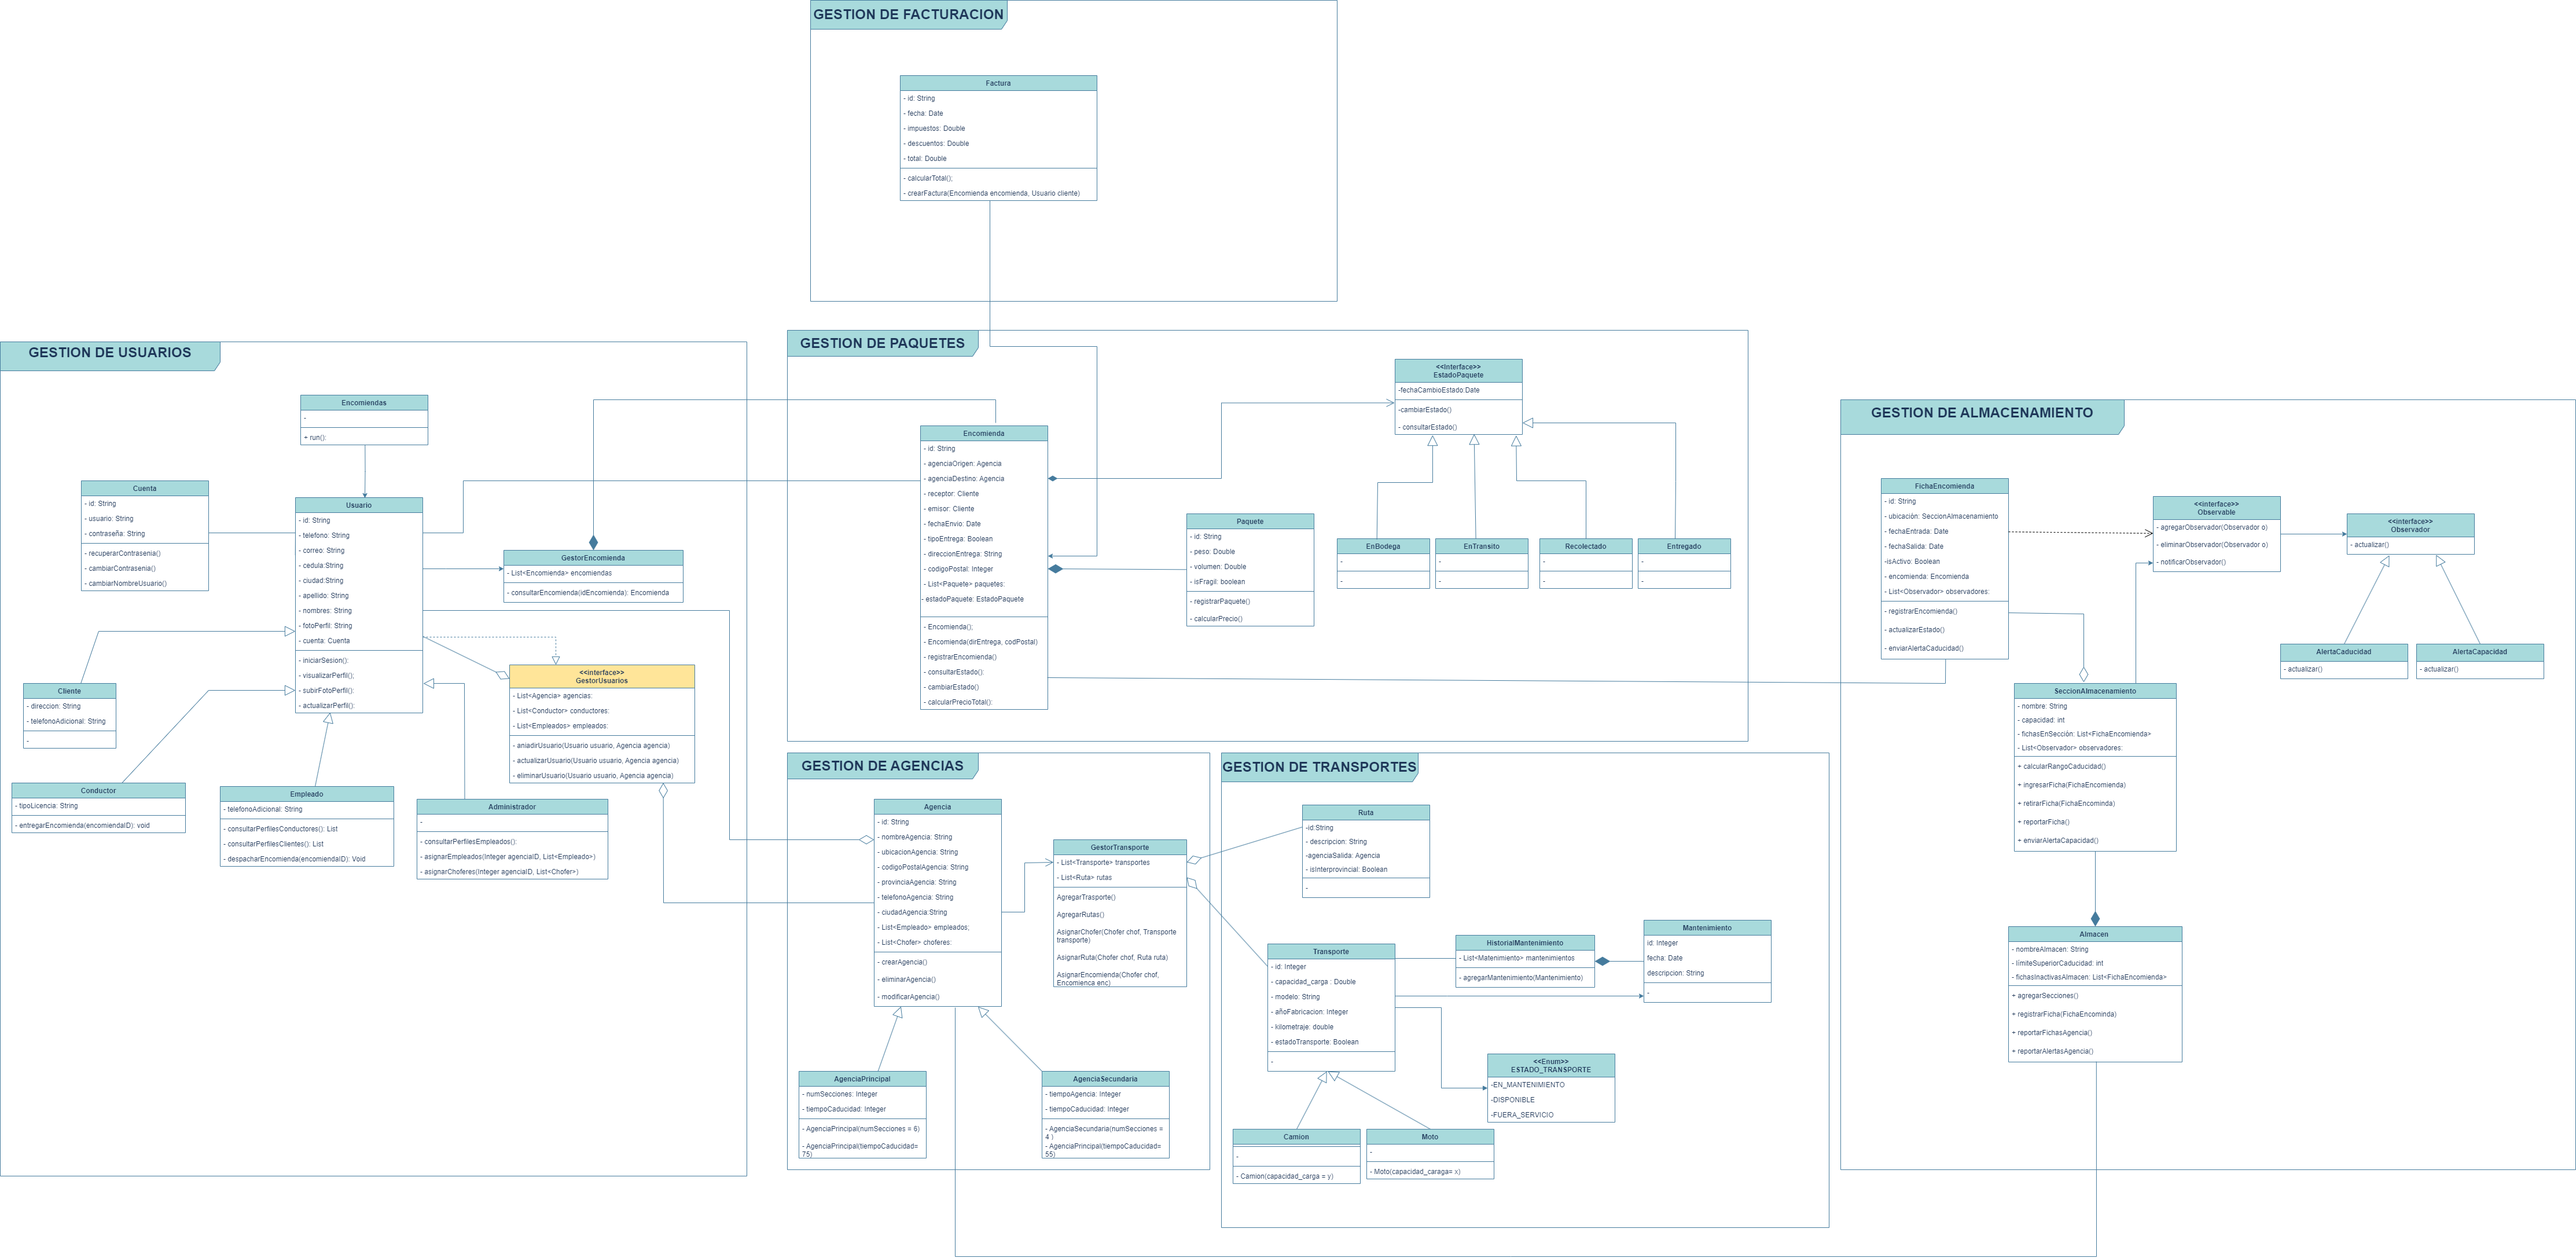 GESTION DE FACTURACION
Factura
- id: String
- fecha: Date
- impuestos: Double
- descuentos: Double
- total: Double
- calcularTotal();
- crearFactura(Encomienda encomienda, Usuario cliente)
GESTION DE USUARIOS
Encomiendas
-
+ run():
Cuenta
- id: String
- usuario: String
- contraseña: String
- recuperarContrasenia()
- cambiarContrasenia()
- cambiarNombreUsuario()
Usuario
- id: String
- telefono: String
- correo: String
- cedula:String
- ciudad:String
- apellido: String
- nombres: String
- fotoPerfil: String
- cuenta: Cuenta
- iniciarSesion():
- visualizarPerfil();
- subirFotoPerfil():
- actualizarPerfil():
GestorEncomienda
- List<Encomienda> encomiendas
- consultarEncomienda(idEncomienda): Encomienda
<<interface>>
GestorUsuarios
- List<Agencia> agencias:
- List<Conductor> conductores:
- List<Empleados> empleados:
- aniadirUsuario(Usuario usuario, Agencia agencia)
- actualizarUsuario(Usuario usuario, Agencia agencia)
- eliminarUsuario(Usuario usuario, Agencia agencia)
Cliente
- direccion: String
- telefonoAdicional: String
-
Conductor
- tipoLicencia: String
- entregarEncomienda(encomiendaID): void
Empleado
- telefonoAdicional: String
- consultarPerfilesConductores(): List
- consultarPerfilesClientes(): List
- despacharEncomienda(encomiendaID): Void
Administrador
-
- consultarPerfilesEmpleados():
- asignarEmpleados(Integer agenciaID, List<Empleado>)
- asignarChoferes(Integer agenciaID, List<Chofer>)
GESTION DE PAQUETES
Encomienda
- id: String
- agenciaOrigen: Agencia
- agenciaDestino: Agencia
- receptor: Cliente
- emisor: Cliente
- fechaEnvio: Date
- tipoEntrega: Boolean
- direccionEntrega: String
- codigoPostal: Integer
- List<Paquete> paquetes:
- estadoPaquete: EstadoPaquete
- Encomienda();
- Encomienda(dirEntrega, codPostal)
- registrarEncomienda()
- consultarEstado():
- cambiarEstado()
- calcularPrecioTotal():
Paquete
- id: String
- peso: Double
- volumen: Double
- isFragil: boolean
- registrarPaquete()
- calcularPrecio()
<<interface>>
EstadoPaquete
-fechaCambioEstado:Date
-cambiarEstado()
- consultarEstado()
EnBodega
-
-
EnTransito
-
-
Recolectado
-
-
Entregado
-
-
GESTION DE AGENCIAS
Agencia
- id: String
- nombreAgencia: String
- ubicacionAgencia: String
- codigoPostalAgencia: String
- provinciaAgencia: String
- telefonoAgencia: String
- ciudadAgencia:String
- List<Empleado> empleados;
- List<Chofer> choferes:
- crearAgencia()
- eliminarAgencia()
- modificarAgencia()
GestorTransporte
- List<Transporte> transportes
- List<Ruta> rutas
AgregarTrasporte()
AgregarRutas()
AsignarChofer(Chofer chof, Transporte
transporte)
AsignarRuta(Chofer chof, Ruta ruta)
AsignarEncomienda(Chofer chof,
Encomienca enc)
AgenciaPrincipal
- numSecciones: Integer
- tiempoCaducidad: Integer
- AgenciaPrincipal(numSecciones = 6)
- AgenciaPrincipal(tiempoCaducidad=
75)
AgenciaSecundaria
- tiempoAgencia: Integer
- tiempoCaducidad: Integer
- AgenciaSecundaria(numSecciones =
4 )
- AgenciaPrincipal(tiempoCaducidad=
55)
GESTION DE TRANSPORTES
Ruta
-id:String
- descripcion: String
-agenciaSalida: Agencia
- isInterprovincial: Boolean
-
Transporte
- id: Integer
- capacidad_carga : Double
- modelo: String
- añoFabricacion: Integer
- kilometraje: double
- estadoTransporte: Boolean
-
HistorialMantenimiento
- List<Matenimiento> mantenimientos
- agregarMantenimiento(Mantenimiento)
Mantenimiento
id: Integer
fecha: Date
descripcion: String
-
<<Enum>>
ESTADO_TRANSPORTE
-EN_MANTENIMIENTO
-DISPONIBLE
-FUERA_SERVICIO
Camion
-
- Camion(capacidad_carga = y)
Moto
-
- Moto(capacidad_caraga= x)
GESTION DE ALMACENAMIENTO
FichaEncomienda
- id: String
- ubicación: SeccionAlmacenamiento
- fechaEntrada: Date
- fechaSalida: Date
-isActivo: Boolean
- encomienda: Encomienda
- List<Observador> observadores:
- registrarEncomienda()
- actualizarEstado()
- enviarAlertaCaducidad()
<<interface>>
Observable
- agregarObservador(Observador o)
- eliminarObservador(Observador o)
- notificarObservador()
<<interface>>
Observador
- actualizar()
AlertaCaducidad
- actualizar()
AlertaCapacidad
- actualizar()
SeccionAlmacenamiento
- nombre: String
- capacidad: int
- fichasEnSección: List<FichaEncomienda>
- List<Observador> observadores:
+ calcularRangoCaducidad()
+ ingresarFicha(FichaEncomienda)
+ retirarFicha(FichaEncominda)
+ reportarFicha()
+ enviarAlertaCapacidad()
Almacen
- nombreAlmacen: String
- límiteSuperiorCaducidad: int
- fichasInactivasAlmacen: List<FichaEncomienda>
+ agregarSecciones()
+ registrarFicha(FichaEncominda)
+ reportarFichasAgencia()
+ reportarAlertasAgencia()